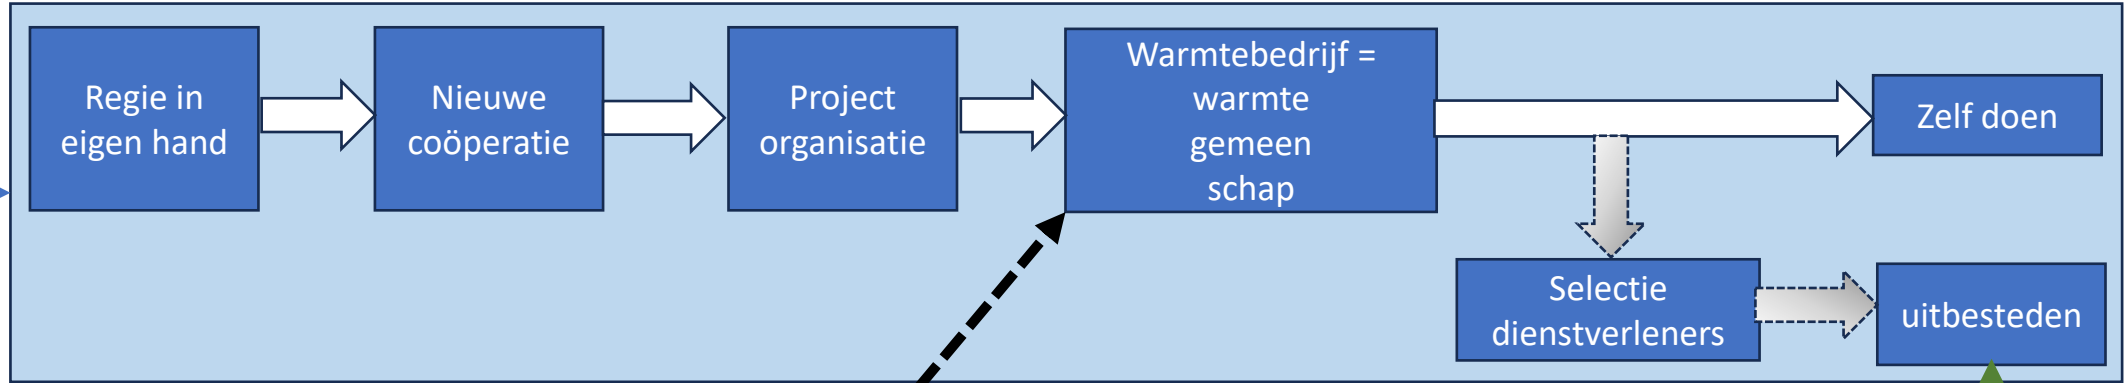 Regie in
eigen hand
Nieuwe
coöperatie
Project
organisatie
Warmtebedrijf =
warmte
gemeen
schap
Zelf doen
Selectie
dienstverleners
uitbesteden